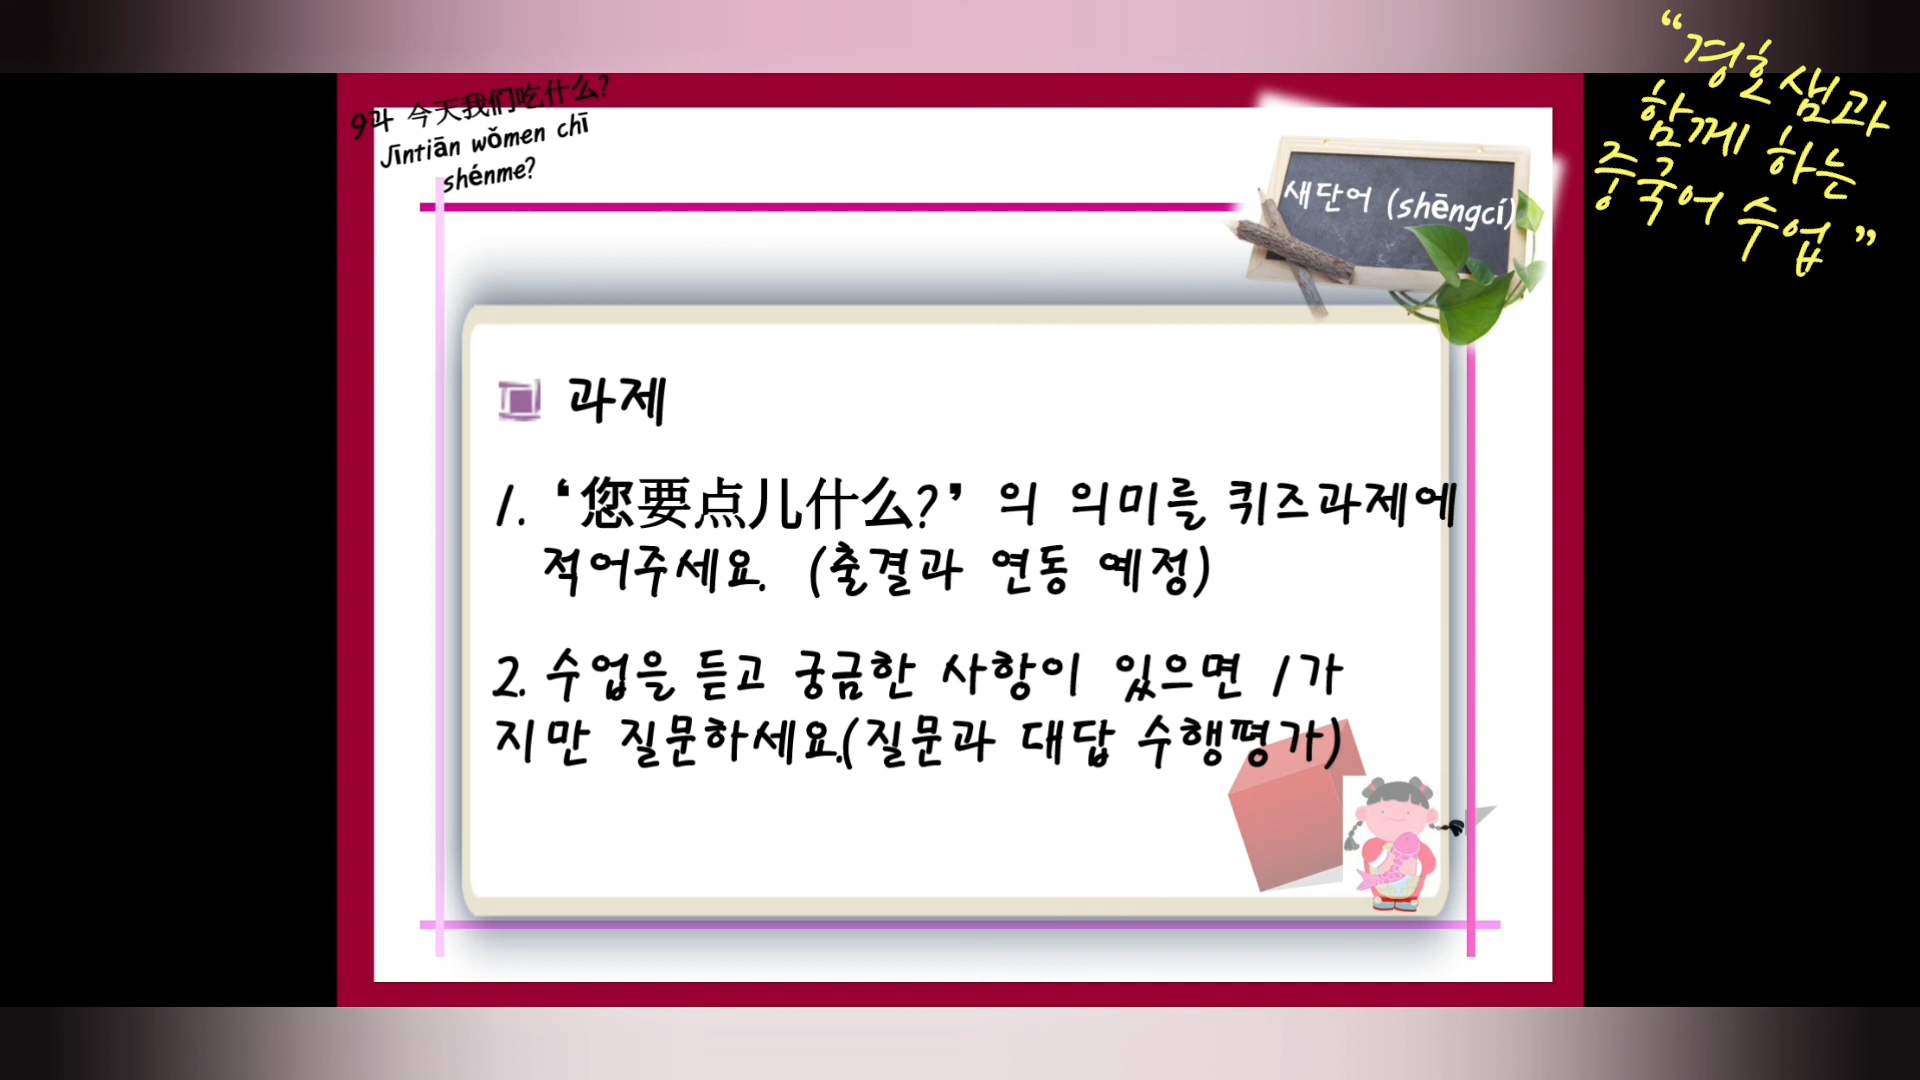 9과 今天我们吃什么?
Jīntiān wǒmen chī
shénme?
"경호샘과
함께 하는
중국어 수업"
새단어 (shēngcí)
과제
1. ‘您要点儿什么?’의 의미를 퀴즈과제에
적어주세요. (출결과 연동 예정)
2. 수업을 듣고 궁금한 사항이 있으면 1가
지만 질문하세요.(질문과 대답 수행평가)